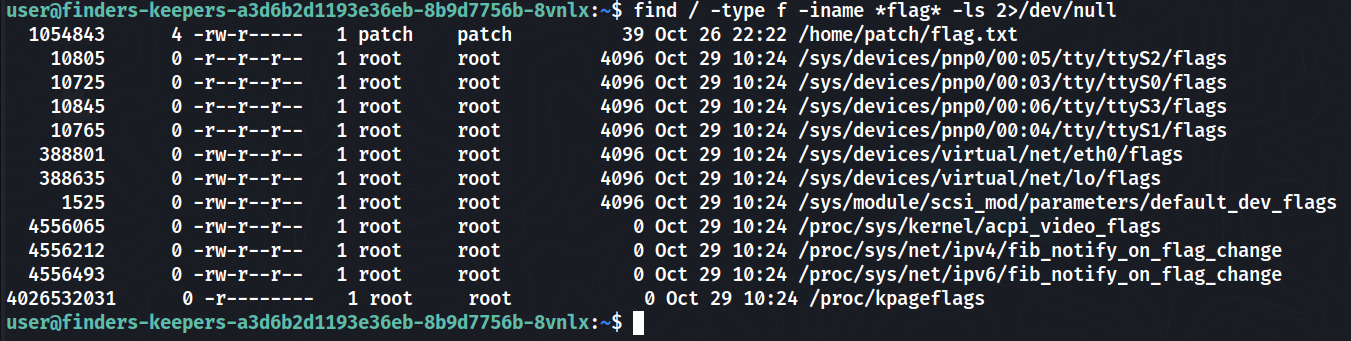 user@finders-keepers-a3d6b2d1193e36eb-8b9d7756b-8vnlx:~$ find / -type f -iname *flag* -ls 2>/dev/null
1054843 4 -rw-r----- 1 patch patch 39 Oct 26 22:22 /home/patch/flag.txt
10805 0 -r--r--r-- 1 root root 4096 Oct 29 10:24 /sys/devices/pnp0/00:05/tty/ttyS2/flags
10725 0 -r--r--r-- 1 root root 4096 Oct 29 10:24 /sys/devices/pnp0/00:03/tty/ttyS0/flags
10845 0 -r--r--r-- 1 root root 4096 Oct 29 10:24 /sys/devices/pnp0/00:06/tty/ttyS3/flags
10765 0 -r--r--r-- 1 root root 4096 Oct 29 10:24 /sys/devices/pnp0/00:04/tty/ttyS1/flags
388801 0 -rw-r--r-- 1 root root 4096 Oct 29 10:24 /sys/devices/virtual/net/eth0/flags
388635 0 -rw-r--r-- 1 root root 4096 Oct 29 10:24 /sys/devices/virtual/net/lo/flags
1525 0 -rw-r--r-- 1 root root 4096 Oct 29 10:24 /sys/module/scsi_mod/parameters/default_dev_flags
4556065 0 -rw-r--r-- 1 root root 0 Oct 29 10:24 /proc/sys/kernel/acpi_video_flags
4556212 0 -rw-r--r-- 1 root root 0 Oct 29 10:24 /proc/sys/net/ipv4/fib_notify_on_flag_change
4556493 0 -rw-r--r-- 1 root root 0 Oct 29 10:24 /proc/sys/net/ipv6/fib_notify_on_flag_change
4026532031 0 -r-------- 1 root root 0 Oct 29 10:24 /proc/kpageflags
user@finders-keepers-a3d6b2d1193e36eb-8b9d7756b-8vnlx:~$